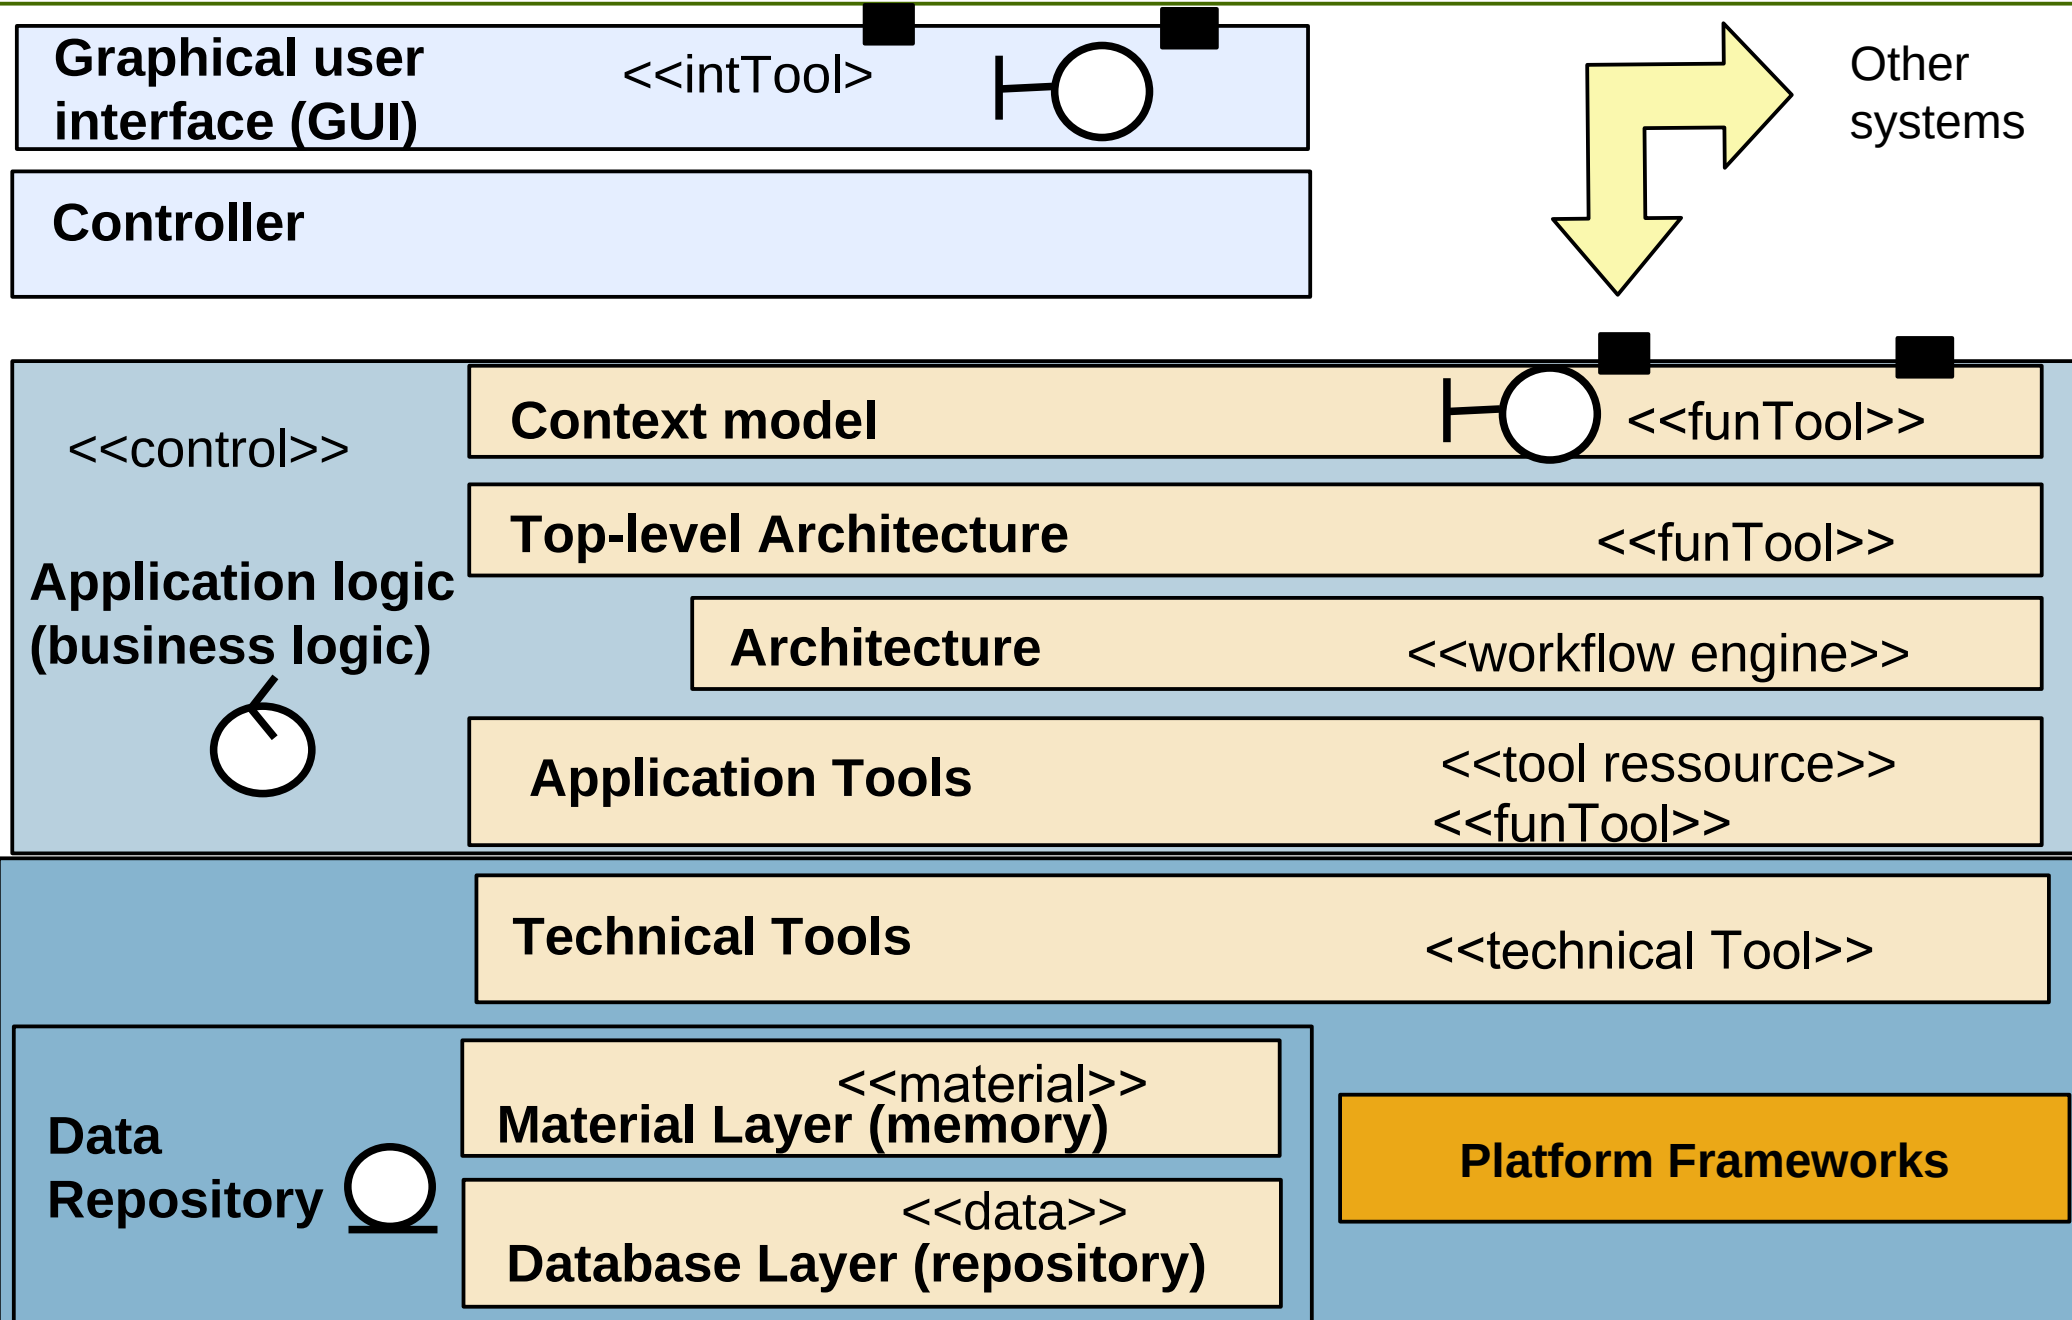 Graphical user
interface (GUI)
<<intTool>
Other
systems
Controller
Context model
<<funTool>>
<<control>>
Top-level Architecture
<<funTool>>
Application logic
(business logic)
Architecture
<<workflow engine>>
Application Tools
<<tool ressource>>
<<funTool>>
Technical Tools
<<technical Tool>>
Data
Repository
<<material>>
Material Layer (memory)
<<data>>
Database Layer (repository)
Platform Frameworks